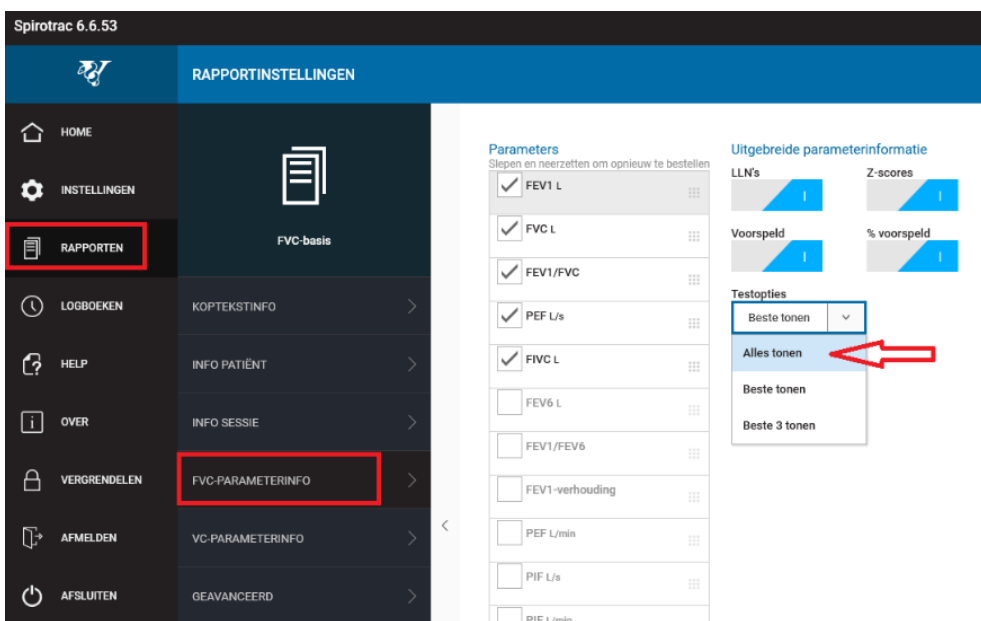 Spirotrac 6.6.53
RAPPORTINSTELLINGEN
HOME
INSTELLINGEN
RAPPORTEN
LOGBOEKEN
HELP
OVER
VERGRENDELEN
AFMELDEN
AFSLUITEN
FVC-basis
KOPTEKSTINFO
INFO PATIËNT
INFO SESSIE
FVC-PARAMETERINFO
VC-PARAMETERINFO
GEAVANCEERD
Parameters
Slepen en neerzetten om opnieuw te bestellen
FEV1 L
FVC L
FEV1/FVC
PEF L/s
FIVC L
FEV6 L
FEV1/FEV6
FEV1-verhouding
PEF L/min
PIF L/s
PIF L/min
Uitgebreide parameterinformatie
LLN's
Z-scores
Voorspeld
% voorspeld
Testopties
Beste tonen
Alles tonen
Beste tonen
Beste 3 tonen